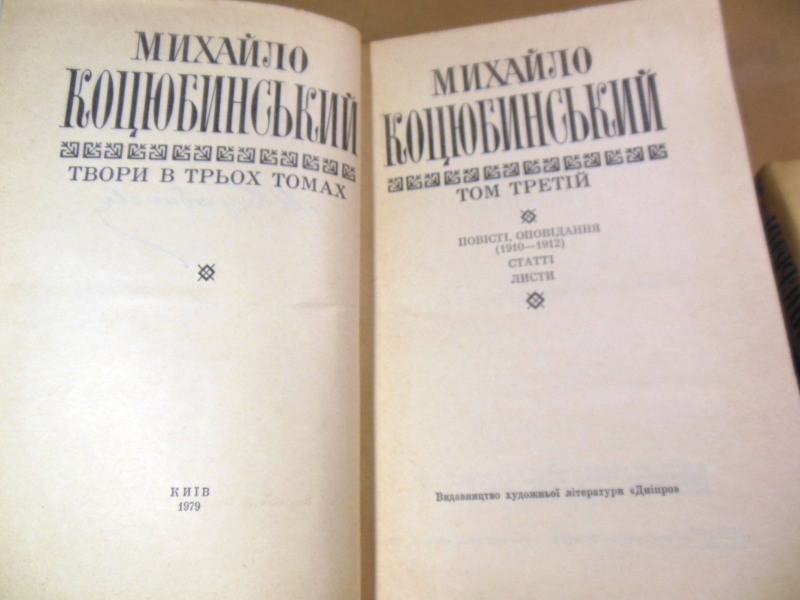 МИХАЙЛО
КОЦЮБИНСЬКИЙ
ТВОРИ В ТРЬОХ ТОМАХ
КИЇВ
1979
МИХАЙЛО
КОЦЮБИНСЬКИЙ
ТОМ ТРЕТІЙ
ПОВІСТІ, ОПОВІДАННЯ
(1910—1912)
СТАТТІ
ЛИСТИ
Видавництво художньої літератури «Дніпро»